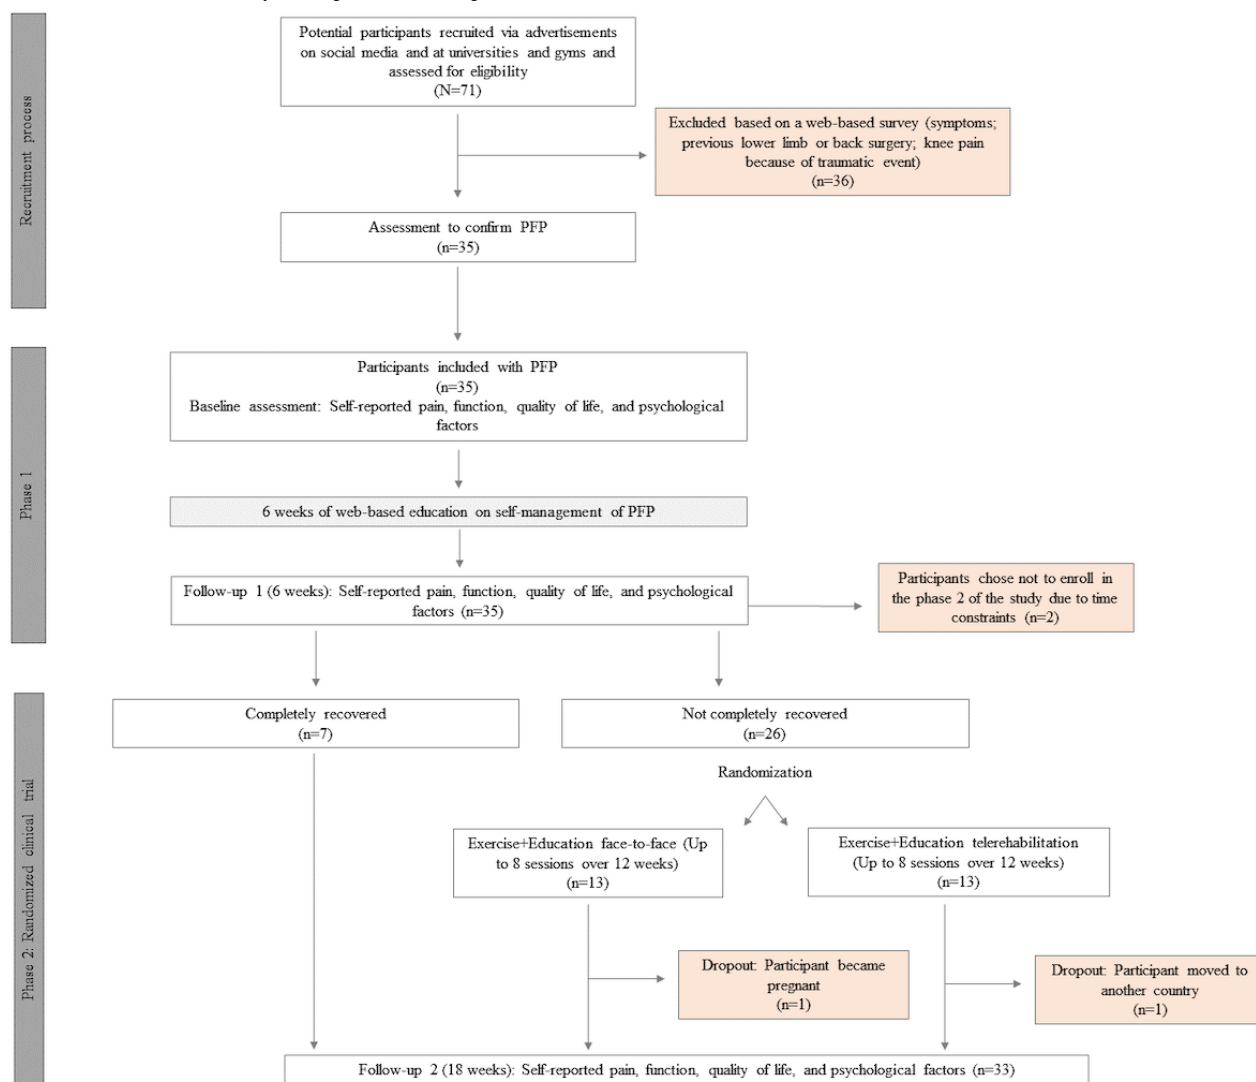 Recruitment process
Potential participants recruited via advertisements
on social media and at universities and gyms and
assessed for eligibility
(N=71)
Excluded based on a web-based survey (symptoms;
previous lower limb or back surgery; knee pain
because of traumatic event)
(n=36)
Assessment to confirm PFP
(n=35)
Phase 1
Participants included with PFP
(n=35)
Baseline assessment: Self-reported pain, function, quality of life, and psychological
factors
6 weeks of web-based education on self-management of PFP
Follow-up 1 (6 weeks): Self-reported pain, function, quality of life, and psychological
factors (n=35)
Participants chose not to enroll in
the phase 2 of the study due to time
constraints (n=2)
Phase 2: Randomized clinical trial
Completely recovered
(n=7)
Not completely recovered
(n=26)
Randomization
Exercise+Education face-to-face (Up
to 8 sessions over 12 weeks)
(n=13)
Exercise+Education telerehabilitation
(Up to 8 sessions over 12 weeks)
(n=13)
Dropout: Participant became
pregnant
(n=1)
Dropout: Participant moved to
another country
(n=1)
Follow-up 2 (18 weeks): Self-reported pain, function, quality of life, and psychological factors (n=33)